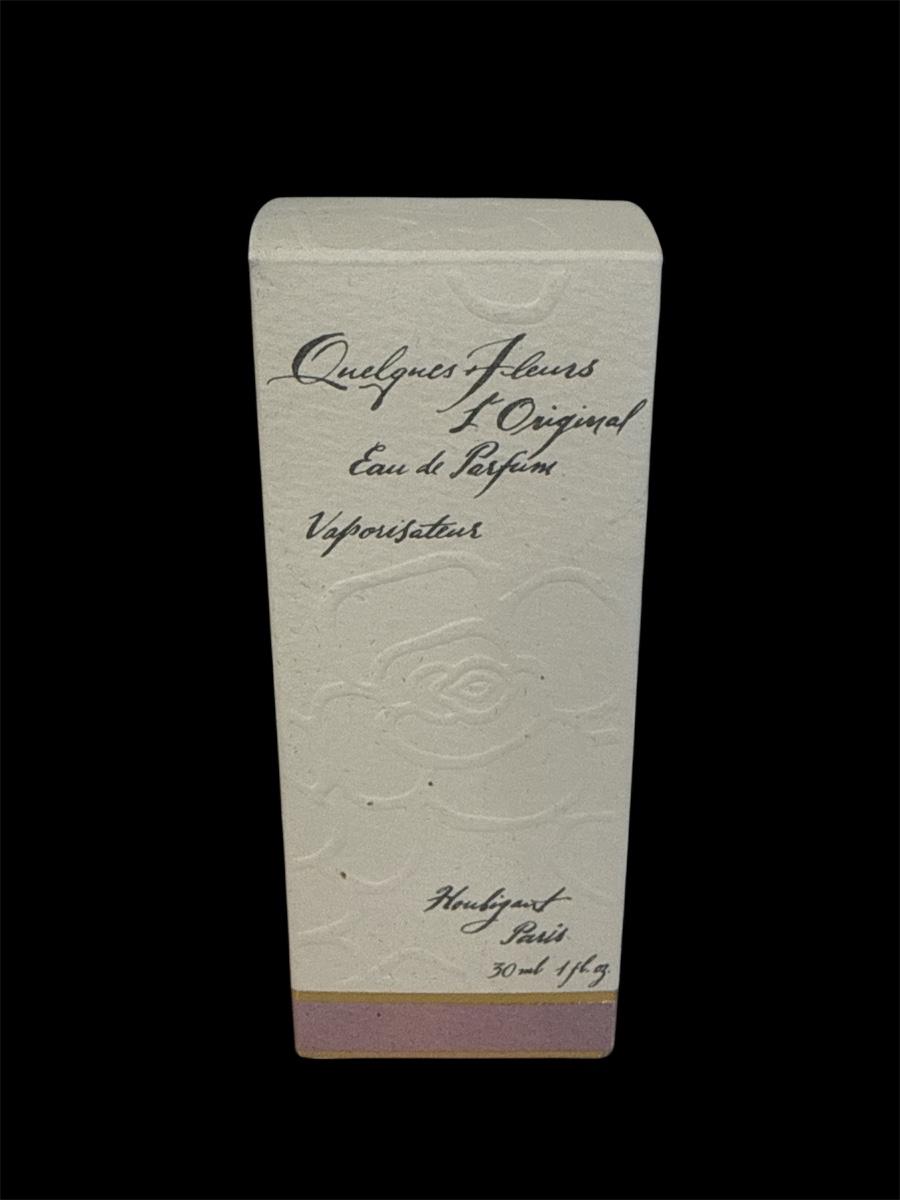 Quelques Fleurs
L'Original
Eau de Parfum
Vaporisateur
Houbigant
Paris
30 ml 1 fl. oz.